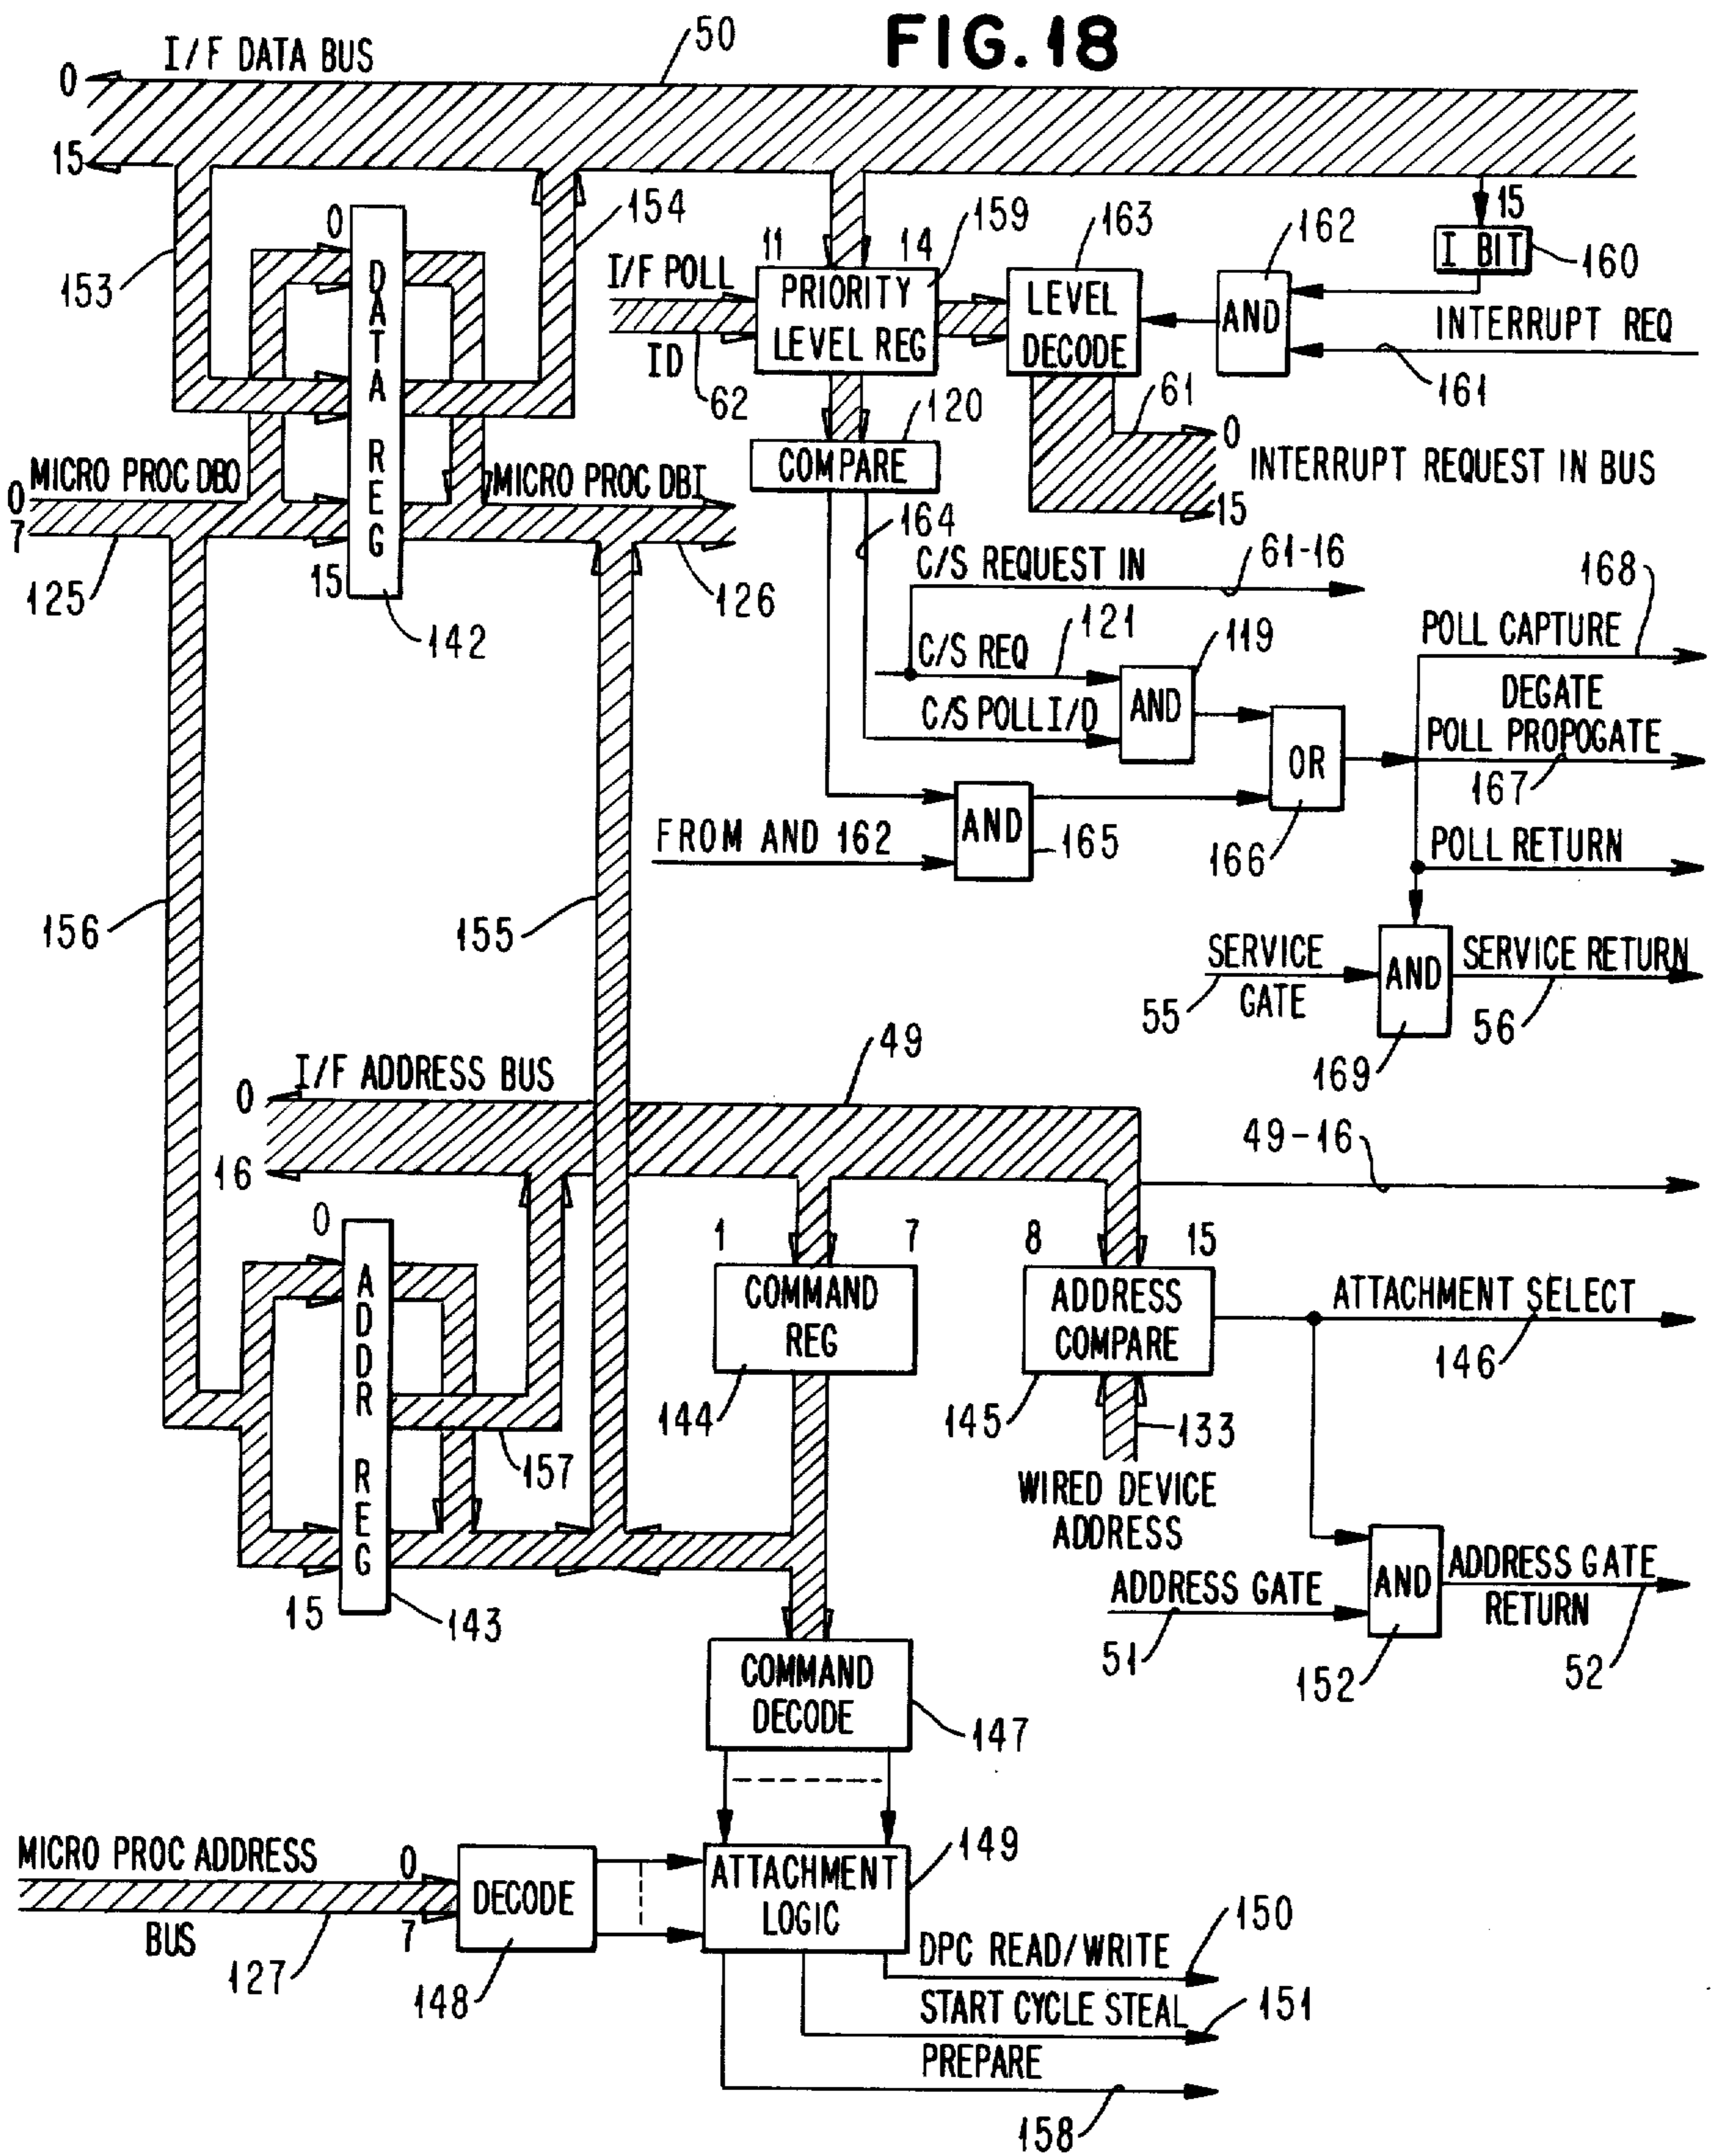 FIG. 18
I/F DATA BUS
50
0
15
153
154
0
DATA REG
15
142
MICRO PROC DBO
0
7
125
MICRO PROC DBI
126
I/F POLL
ID
62
11
14
159
PRIORITY
LEVEL REG
163
LEVEL
DECODE
162
AND
15
I BIT
160
INTERRUPT REQ
161
120
COMPARE
61
0
INTERRUPT REQUEST IN BUS
15
164
C/S REQUEST IN
61-16
C/S REQ
121
119
C/S POLL I/D
AND
OR
166
FROM AND 162
AND
165
168
POLL CAPTURE
DEGATE
POLL PROPOGATE
167
POLL RETURN
SERVICE
GATE
55
AND
169
SERVICE RETURN
56
156
155
I/F ADDRESS BUS
49
0
16
49-16
0
ADDR REG
15
143
157
1
7
COMMAND
REG
144
8
15
ADDRESS
COMPARE
145
133
WIRED DEVICE
ADDRESS
ATTACHMENT SELECT
146
ADDRESS GATE
51
AND
152
ADDRESS GATE
RETURN
52
COMMAND
DECODE
147
MICRO PROC ADDRESS
BUS
0
7
127
DECODE
148
ATTACHMENT
LOGIC
149
DPC READ/WRITE
150
START CYCLE STEAL
151
PREPARE
158